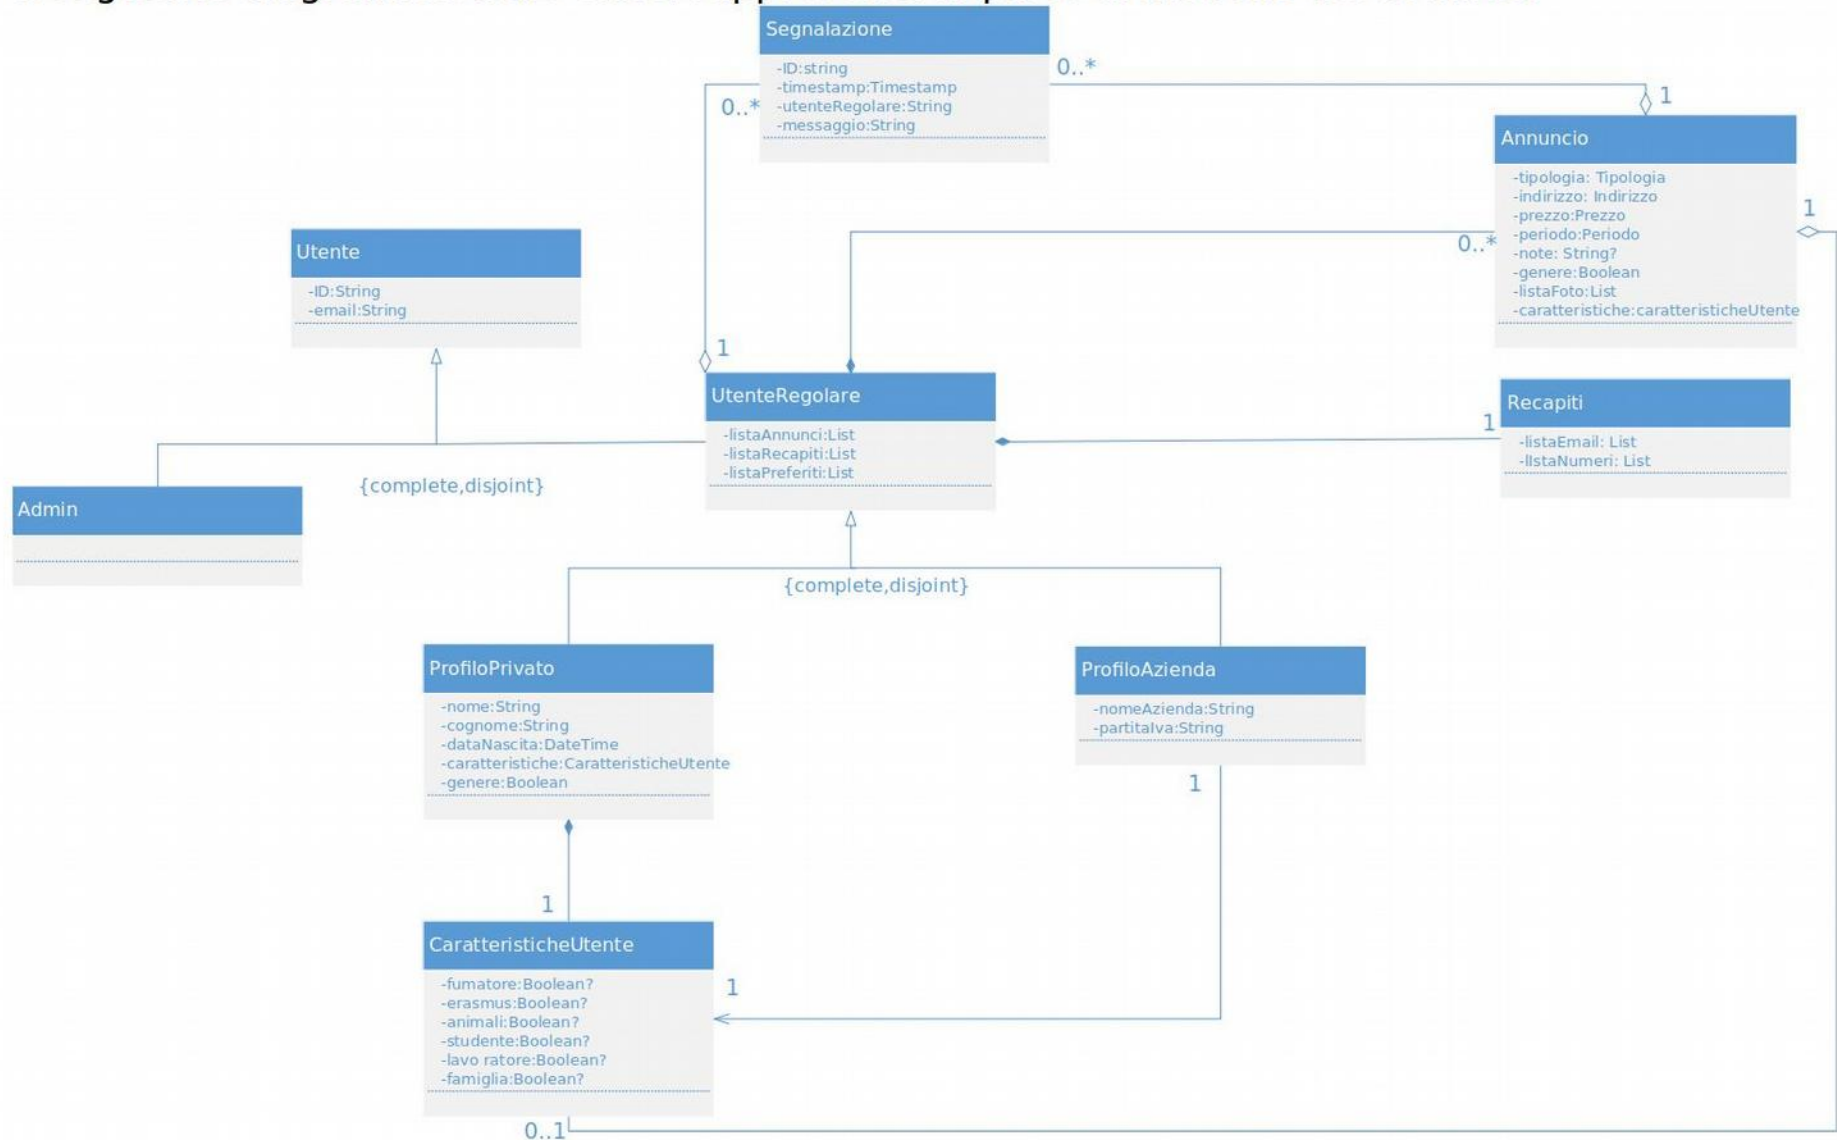 Segnalazione
-ID:string
-timestamp:Timestamp
-utenteRegolare:String
-messaggio:String
0..*
0..*
1
Annuncio
-tipologia: Tipologia
-indirizzo: Indirizzo
-prezzo:Prezzo
-periodo:Periodo
-note: String?
-genere:Boolean
-listaFoto:List
-caratteristiche:caratteristicheUtente
1
0..*
Utente
-ID:String
-email:String
1
UtenteRegolare
-listaAnnunci:List
-listaRecapiti:List
-listaPreferiti:List
1
Recapiti
-listaEmail: List
-lIstaNumeri: List
{complete,disjoint}
Admin
{complete,disjoint}
ProfiloPrivato
-nome:String
-cognome:String
-dataNascita:DateTime
-caratteristiche:CaratteristicheUtente
-genere:Boolean
ProfiloAzienda
-nomeAzienda:String
-partitaIva:String
1
1
CaratteristicheUtente
-fumatore:Boolean?
-erasmus:Boolean?
-animali:Boolean?
-studente:Boolean?
-lavo ratore:Boolean?
-famiglia:Boolean?
1
0..1